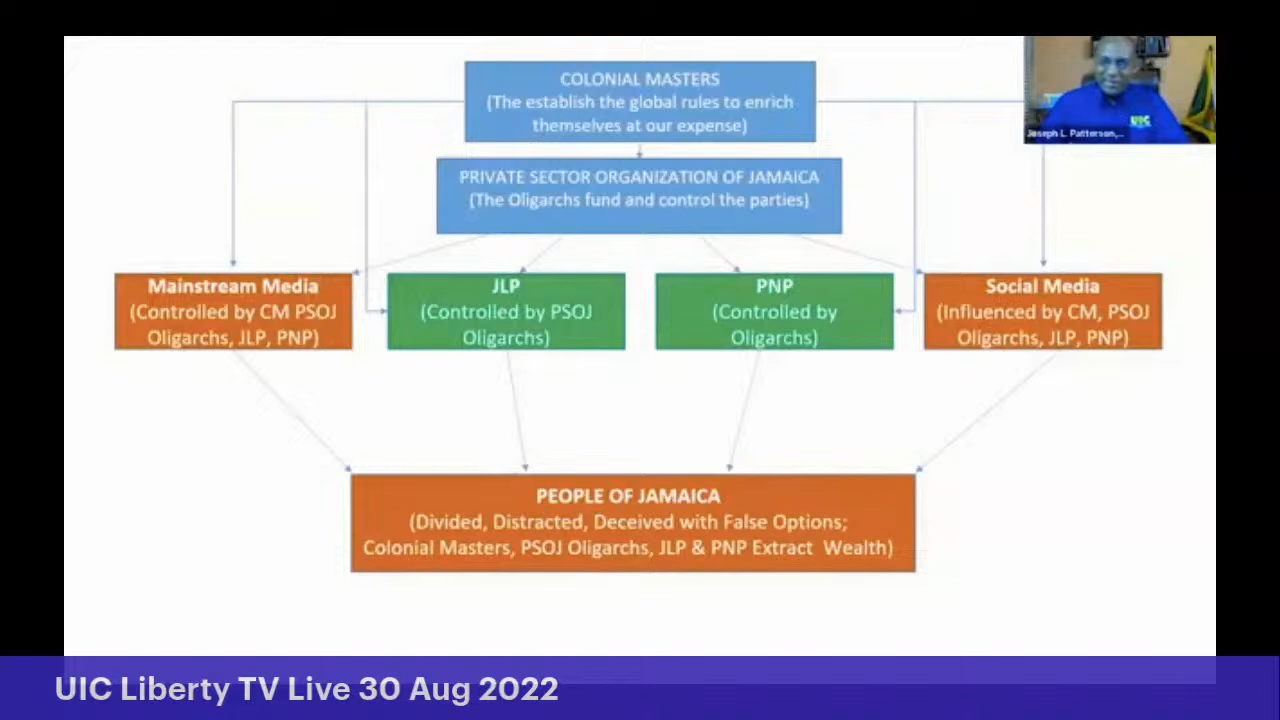 COLONIAL MASTERS
(The establish the global rules to enrich
themselves at our expense)
UIC
Joseph L. Patterson,...
PRIVATE SECTOR ORGANIZATION OF JAMAICA
(The Oligarchs fund and control the parties)
Mainstream Media
(Controlled by CM PSOJ
Oligarchs, JLP, PNP)
JLP
(Controlled by PSOJ
Oligarchs)
PNP
(Controlled by
Oligarchs)
Social Media
(Influenced by CM, PSOJ
Oligarchs, JLP, PNP)
PEOPLE OF JAMAICA
(Divided, Distracted, Deceived with False Options;
Colonial Masters, PSOJ Oligarchs, JLP & PNP Extract Wealth)
UIC Liberty TV Live 30 Aug 2022